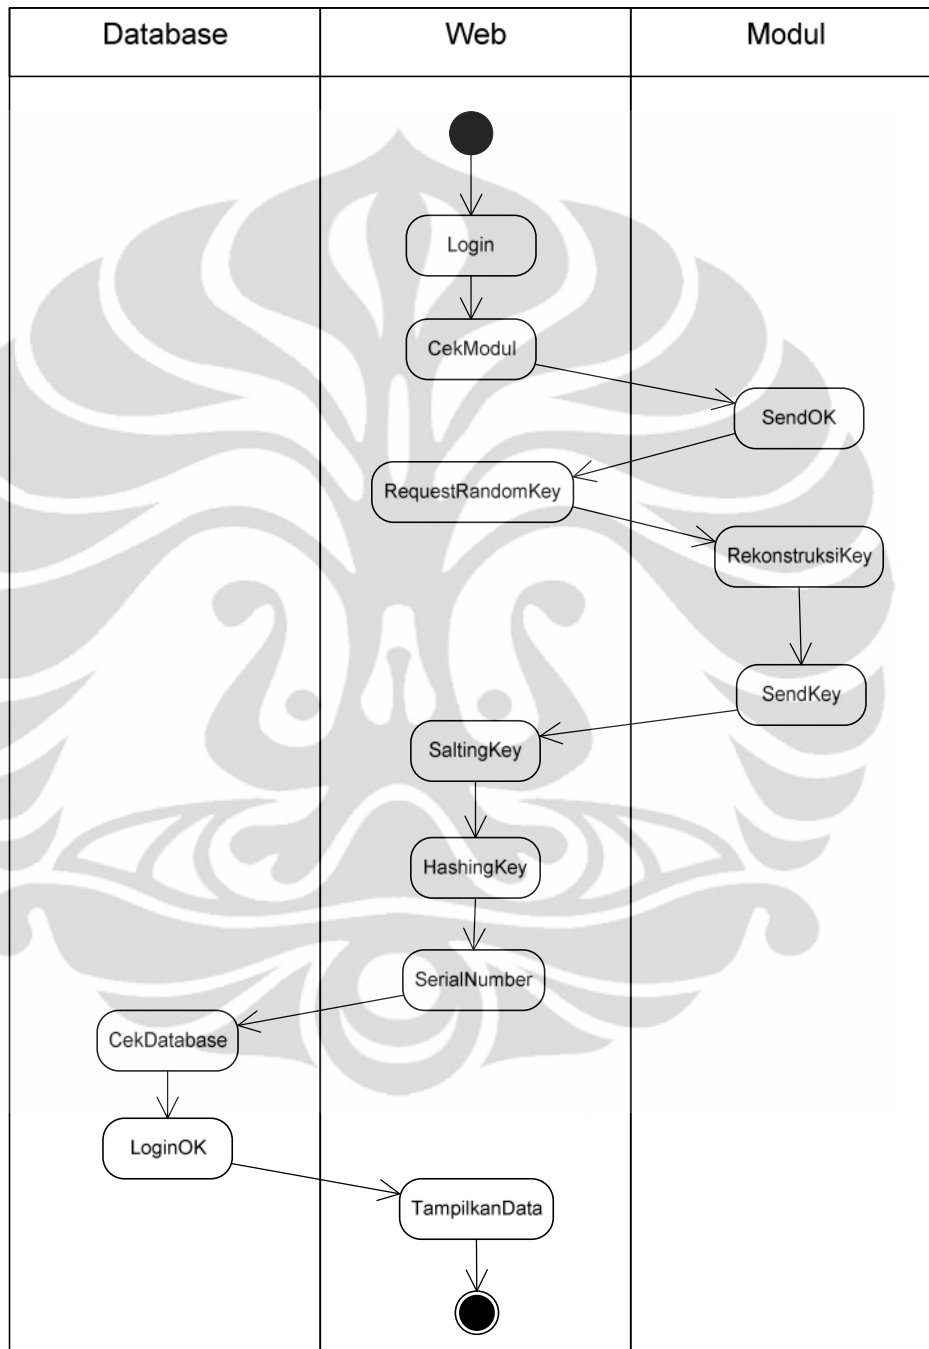 Database
Web
Modul
Login
CekModul
SendOK
RequestRandomKey
RekonstruksiKey
SendKey
SaltingKey
HashingKey
SerialNumber
CekDatabase
LoginOK
TampilkanData